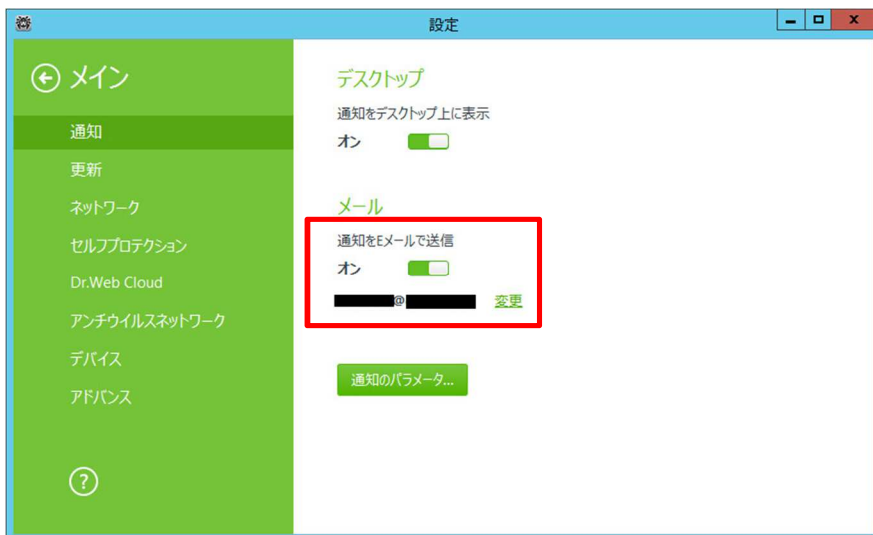 設定
メイン
通知
更新
ネットワーク
セルフプロテクション
Dr.Web Cloud
アンチウイルスネットワーク
デバイス
アドバンス
?
デスクトップ
通知をデスクトップ上に表示
オン
メール
通知をEメールで送信
オン
@ 変更
通知のパラメータ...